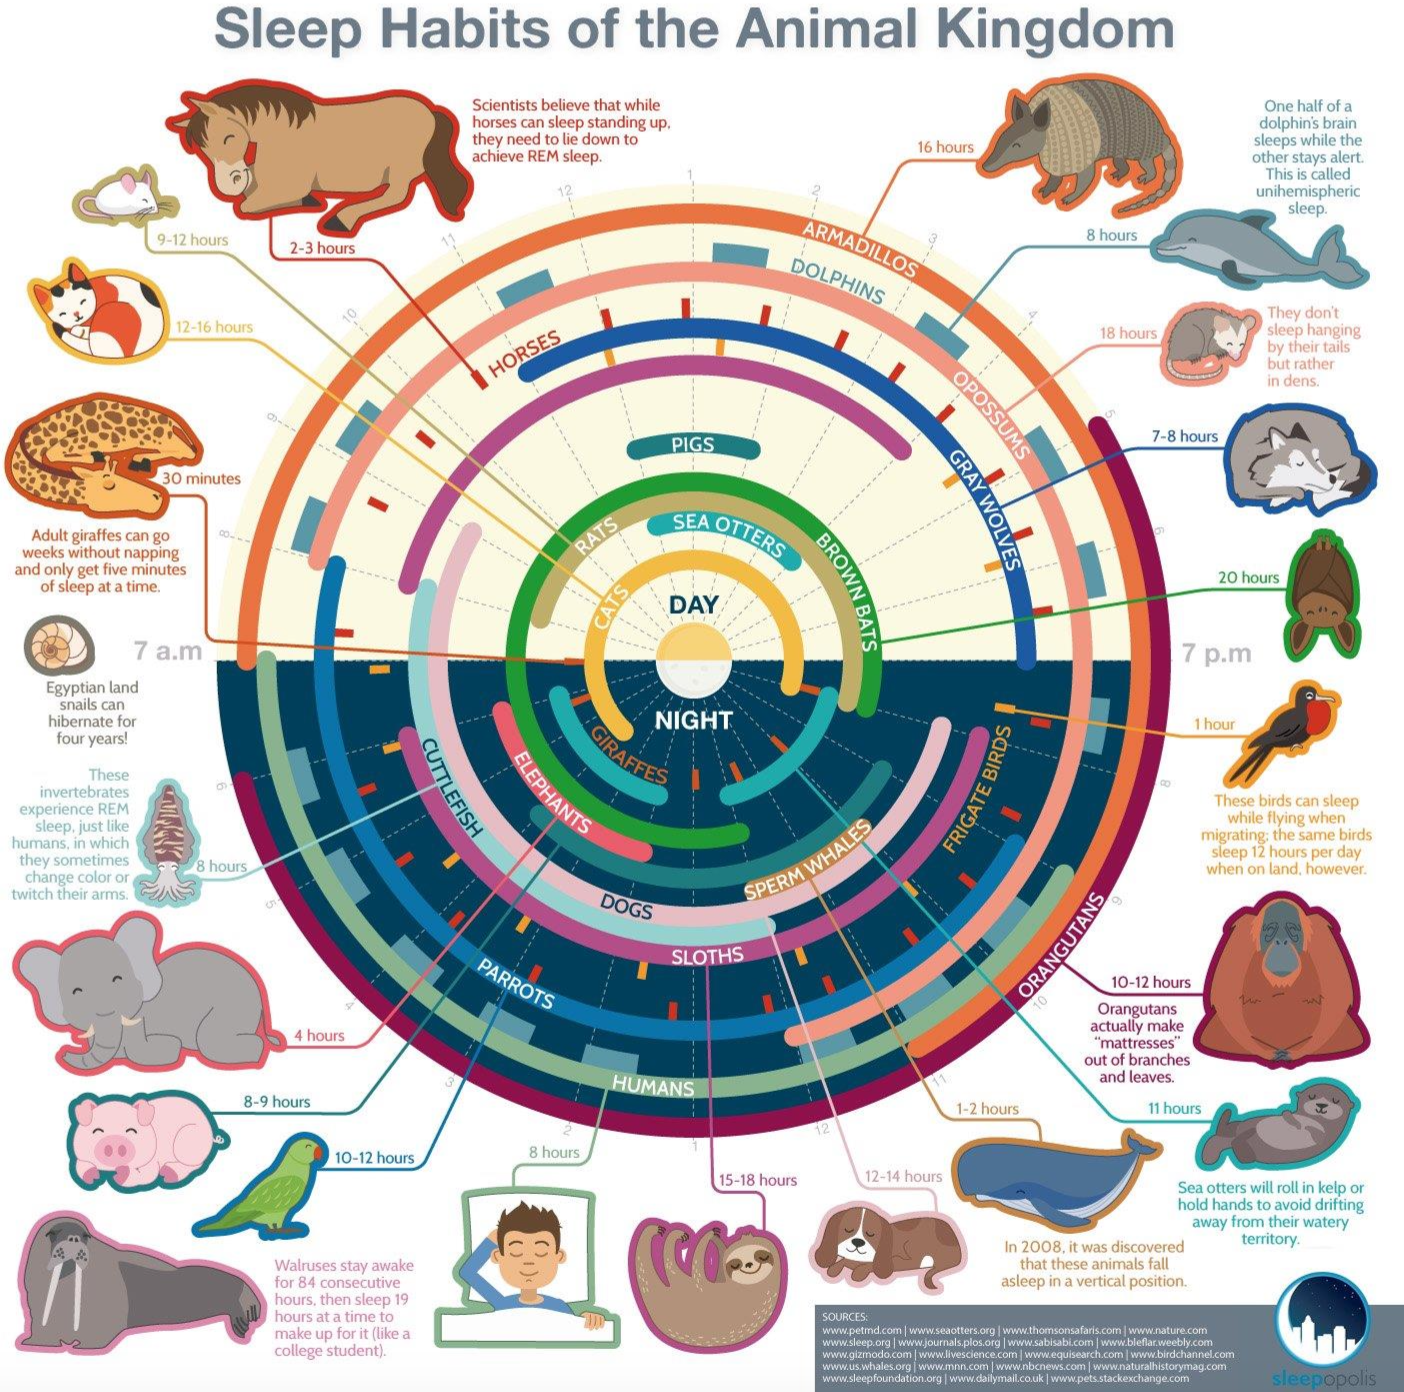 Sleep Habits of the Animal Kingdom
Scientists believe that while
horses can sleep standing up,
they need to lie down to
achieve REM sleep.
2-3 hours
9-12 hours
12-16 hours
30 minutes
Adult giraffes can go
weeks without napping
and only get five minutes
of sleep at a time.
Egyptian land
snails can
hibernate for
four years!
These
invertebrates
experience REM
sleep, just like
humans, in which
they sometimes
change color or
twitch their arms.
8 hours
4 hours
8-9 hours
10-12 hours
Walruses stay awake
for 84 consecutive
hours, then sleep 19
hours at a time to
make up for it (like a
college student).
8 hours
15-18 hours
12-14 hours
1-2 hours
In 2008, it was discovered
that these animals fall
asleep in a vertical position.
11 hours
Sea otters will roll in kelp or
hold hands to avoid drifting
away from their watery
territory.
10-12 hours
Orangutans
actually make
"mattresses"
out of branches
and leaves.
1 hour
These birds can sleep
while flying when
migrating; the same birds
sleep 12 hours per day
when on land, however.
20 hours
7-8 hours
18 hours
They don't
sleep hanging
by their tails
but rather
in dens.
8 hours
One half of a
dolphin's brain
sleeps while the
other stays alert.
This is called
unihemispheric
sleep.
16 hours
7 a.m
8
9
10
11
12
1
2
3
4
5
6
7 p.m
8
9
10
11
12
1
2
3
4
5
6
ARMADILLOS
DOLPHINS
OPOSSUMS
HORSES
GRAY WOLVES
PIGS
RATS
SEA OTTERS
BROWN BATS
CATS
DAY
NIGHT
GIRAFFES
ELEPHANTS
CUTTLEFISH
FRIGATE BIRDS
SPERM WHALES
DOGS
SLOTHS
PARROTS
HUMANS
ORANGUTANS
SOURCES:
www.petmd.com | www.seaotters.org | www.thomsonsafaris.com | www.nature.com
www.sleep.org | www.journals.plos.org | www.sabisabi.com | www.bleflar.weebly.com
www.gizmodo.com | www.livescience.com | www.equisearch.com | www.birdchannel.com
www.us.whales.org | www.mnn.com | www.nbcnews.com | www.naturalhistorymag.com
www.sleepfoundation.org | www.dailymail.co.uk | www.pets.stackexchange.com
sleepopolis